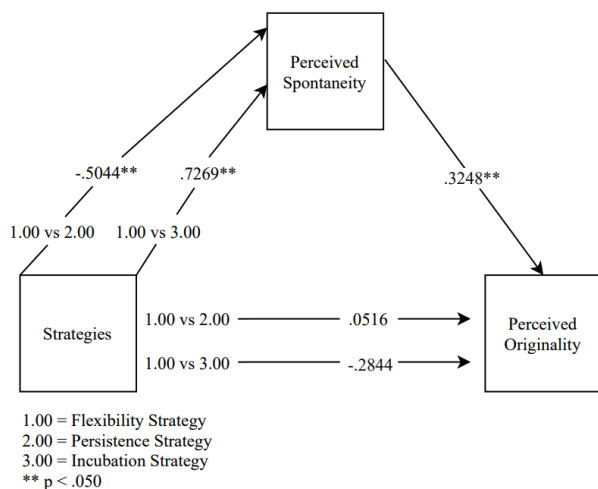 Perceived
Spontaneity
-.5044**
.7269**
.3248**
1.00 vs 2.00
1.00 vs 3.00
Strategies
1.00 vs 2.00
.0516
1.00 vs 3.00
-.2844
Perceived
Originality
1.00 = Flexibility Strategy
2.00 = Persistence Strategy
3.00 = Incubation Strategy
** p < .050